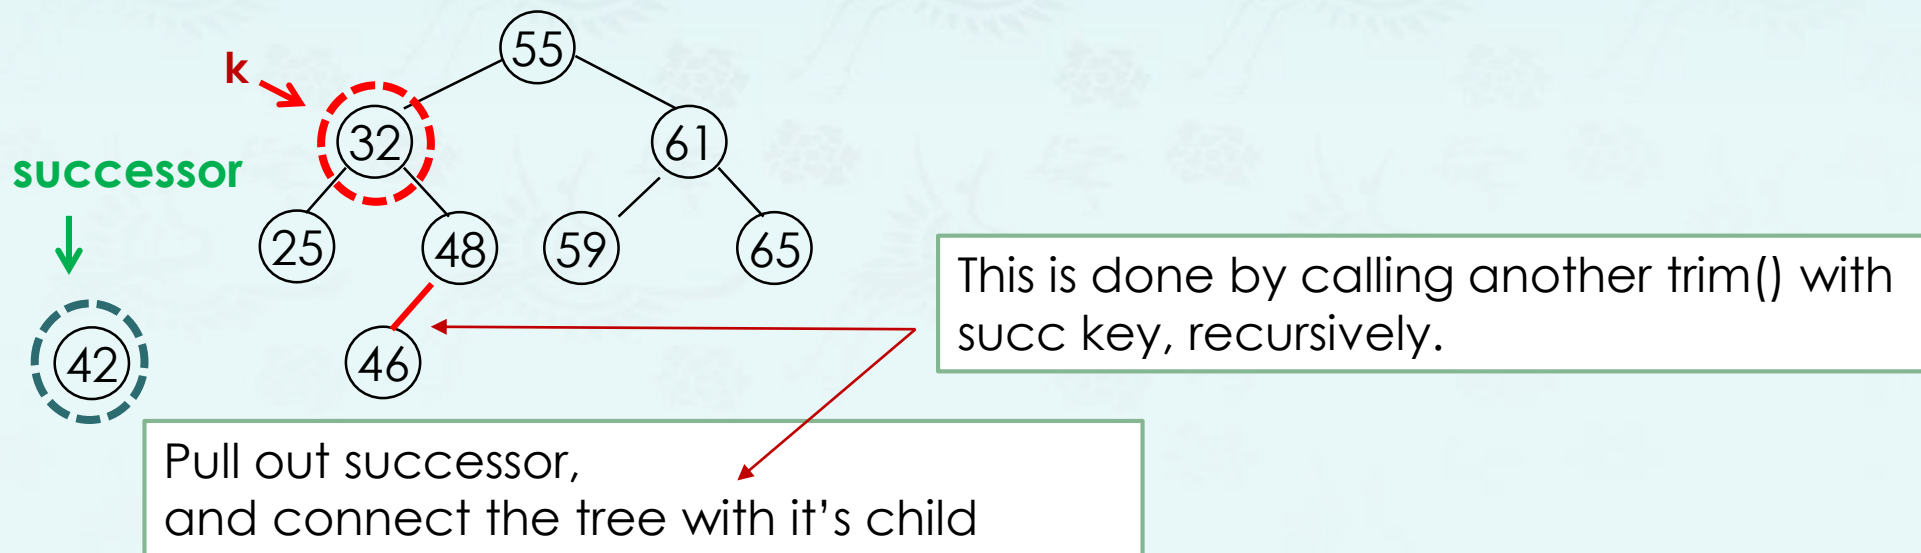 55
k
32
61
successor
25
48
59
65
This is done by calling another trim() with
succ key, recursively.
42
46
Pull out successor,
and connect the tree with it’s child